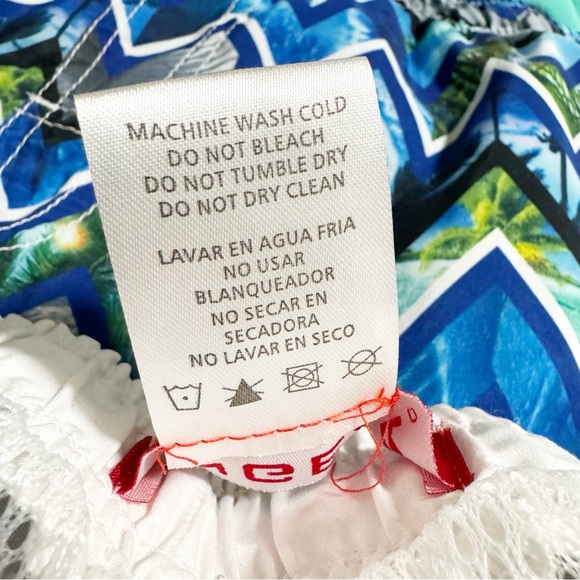 MACHINE WASH COLD
DO NOT BLEACH
DO NOT TUMBLE DRY
DO NOT DRY CLEAN
LAVAR EN AGUA FRIA
NO USAR
BLANQUEADOR
NO SECAR EN
SECADORA
NO LAVAR EN SECO